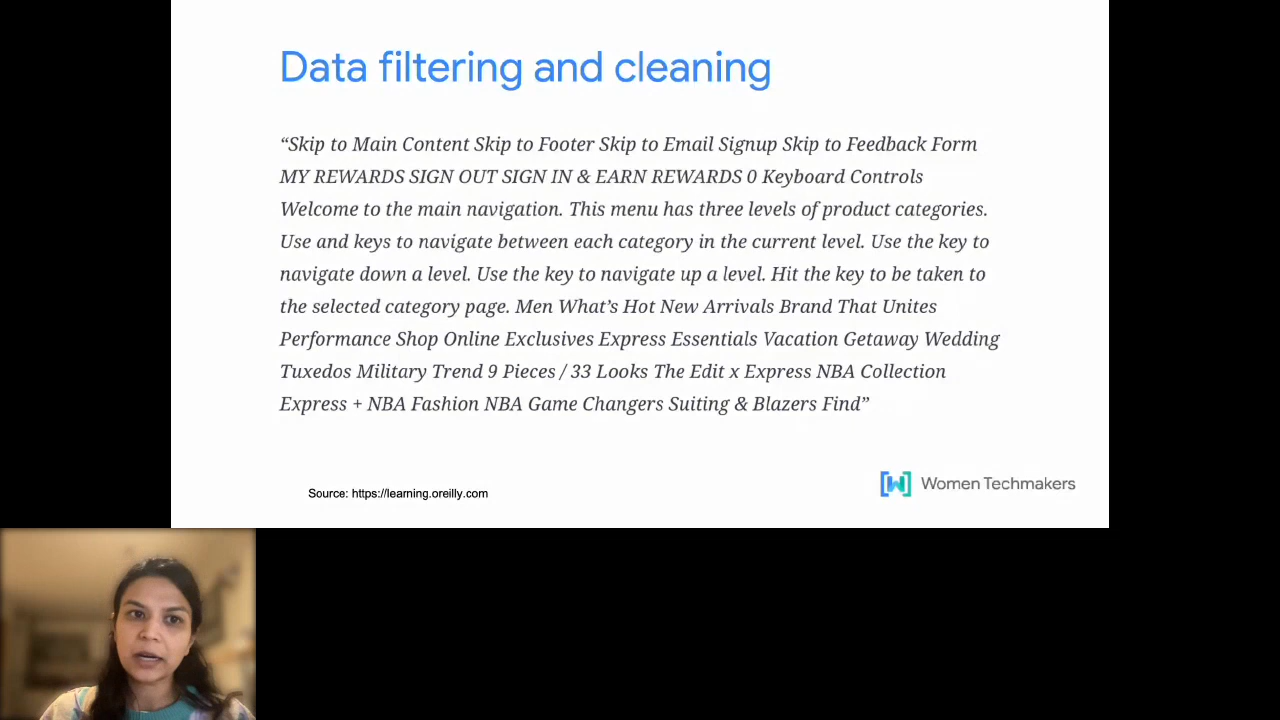 Data filtering and cleaning
“Skip to Main Content Skip to Footer Skip to Email Signup Skip to Feedback Form
MY REWARDS SIGN OUT SIGN IN & EARN REWARDS 0 Keyboard Controls
Welcome to the main navigation. This menu has three levels of product categories.
Use and keys to navigate between each category in the current level. Use the key to
navigate down a level. Use the key to navigate up a level. Hit the key to be taken to
the selected category page. Men What’s Hot New Arrivals Brand That Unites
Performance Shop Online Exclusives Express Essentials Vacation Getaway Wedding
Tuxedos Military Trend 9 Pieces / 33 Looks The Edit x Express NBA Collection
Express + NBA Fashion NBA Game Changers Suiting & Blazers Find”
Source: https://learning.oreilly.com
[W] Women Techmakers